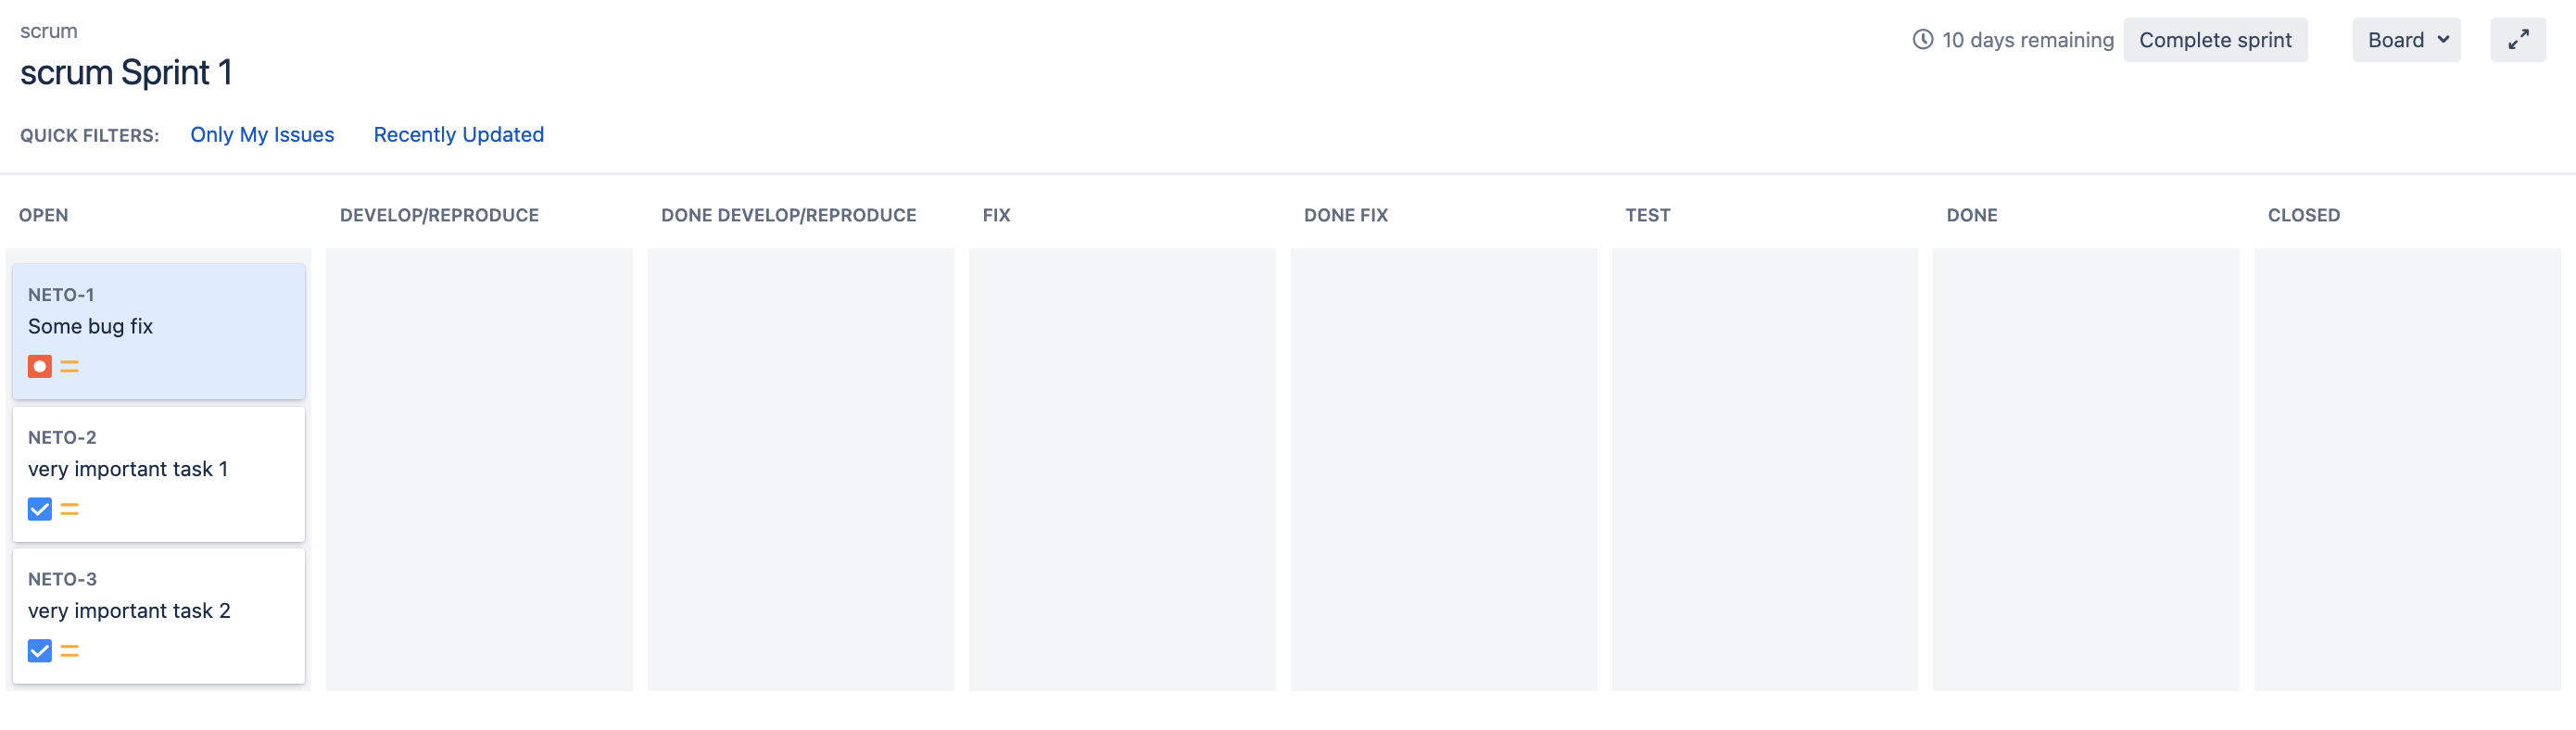 scrum
scrum Sprint 1
10 days remaining
Complete sprint
Board
QUICK FILTERS:
Only My Issues
Recently Updated
OPEN
DEVELOP/REPRODUCE
DONE DEVELOP/REPRODUCE
FIX
DONE FIX
TEST
DONE
CLOSED
NETO-1
Some bug fix
NETO-2
very important task 1
NETO-3
very important task 2